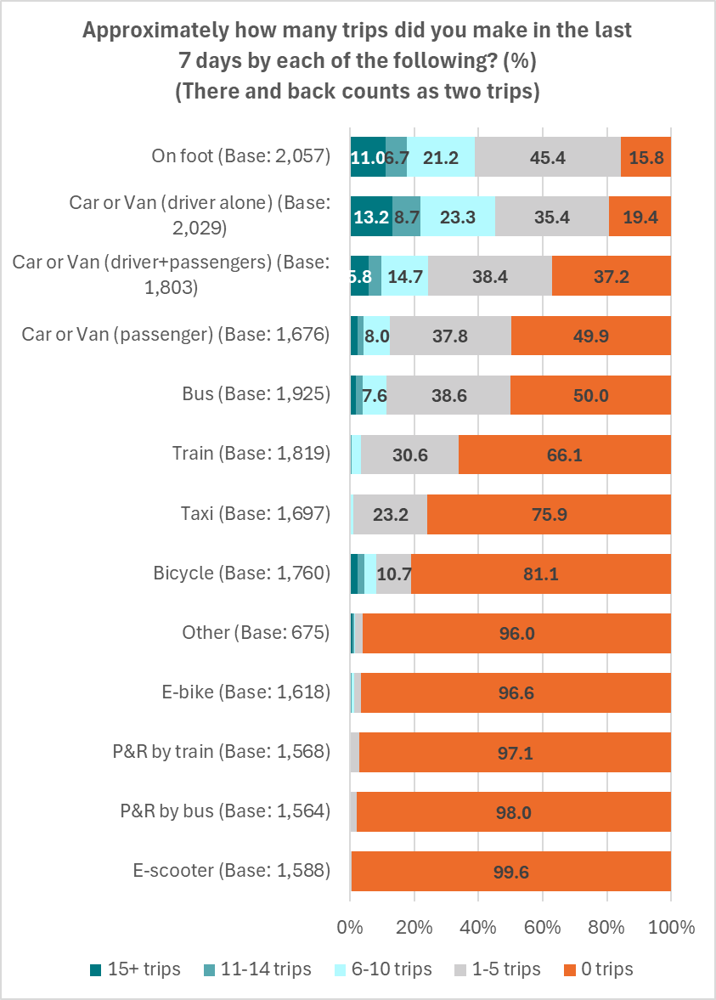 Approximately how many trips did you make in the last
7 days by each of the following? (%)
(There and back counts as two trips)
On foot (Base: 2,057) 11.0 6.7 21.2 45.4 15.8
Car or Van (driver alone) (Base:
2,029) 13.2 8.7 23.3 35.4 19.4
Car or Van (driver+passengers) (Base:
1,803) 5.8 14.7 38.4 37.2
Car or Van (passenger) (Base: 1,676) 8.0 37.8 49.9
Bus (Base: 1,925) 7.6 38.6 50.0
Train (Base: 1,819) 30.6 66.1
Taxi (Base: 1,697) 23.2 75.9
Bicycle (Base: 1,760) 10.7 81.1
Other (Base: 675) 96.0
E-bike (Base: 1,618) 96.6
P&R by train (Base: 1,568) 97.1
P&R by bus (Base: 1,564) 98.0
E-scooter (Base: 1,588) 99.6
0% 20% 40% 60% 80% 100%
15+ trips 11-14 trips 6-10 trips 1-5 trips 0 trips